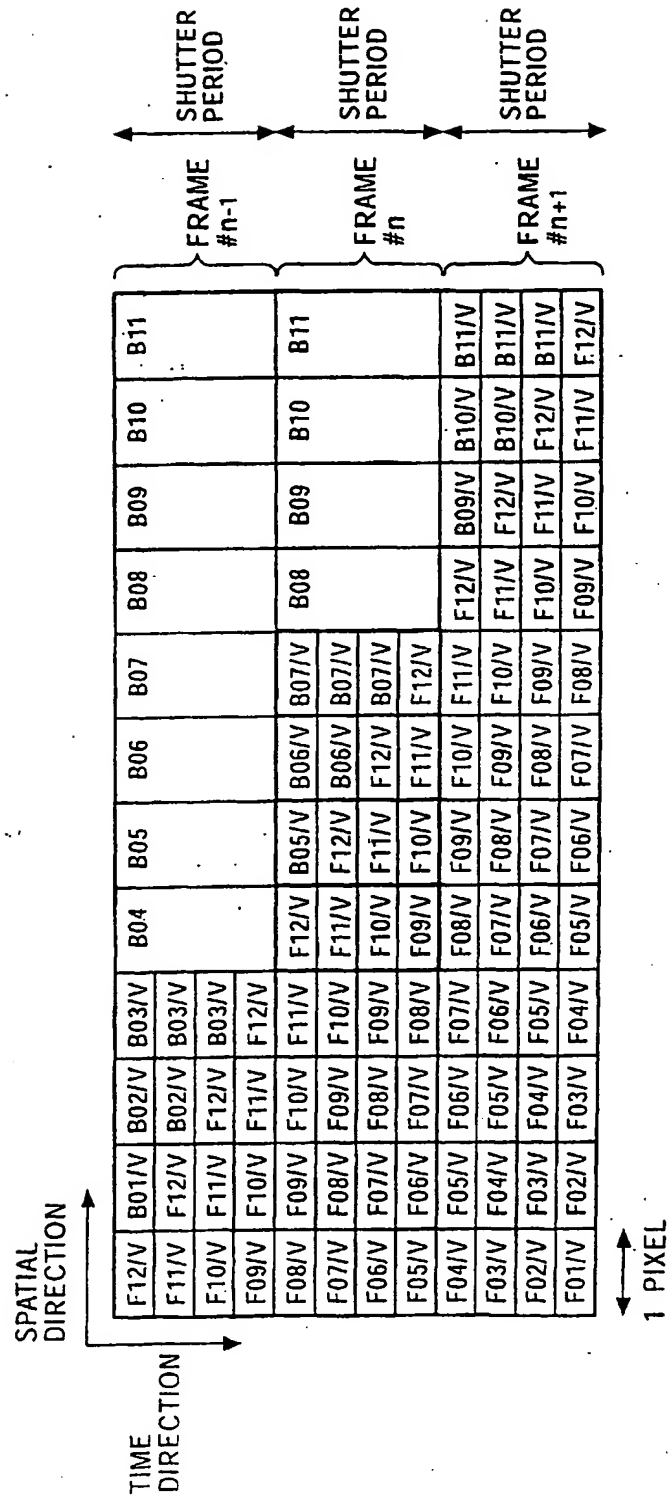 SPATIAL
DIRECTION
TIME
DIRECTION
F12/V B01/V B02/V B03/V B04 B05 B06 B07 B08 B09 B10 B11
F11/V F12/V B02/V B03/V
F10/V F11/V F12/V B03/V
F09/V F10/V F11/V F12/V
FRAME
#n-1
SHUTTER
PERIOD
F08/V F09/V F10/V F11/V F12/V B05/V B06/V B07/V B08 B09 B10 B11
F07/V F08/V F09/V F10/V F11/V F12/V B06/V B07/V
F06/V F07/V F08/V F09/V F10/V F11/V F12/V B07/V
F05/V F06/V F07/V F08/V F09/V F10/V F11/V F12/V
FRAME
#n
SHUTTER
PERIOD
F04/V F05/V F06/V F07/V F08/V F09/V F10/V F11/V F12/V B09/V B10/V B11/V
F03/V F04/V F05/V F06/V F07/V F08/V F09/V F10/V F11/V F12/V B10/V B11/V
F02/V F03/V F04/V F05/V F06/V F07/V F08/V F09/V F10/V F11/V F12/V B11/V
F01/V F02/V F03/V F04/V F05/V F06/V F07/V F08/V F09/V F10/V F11/V F12/V
FRAME
#n+1
SHUTTER
PERIOD
1 PIXEL